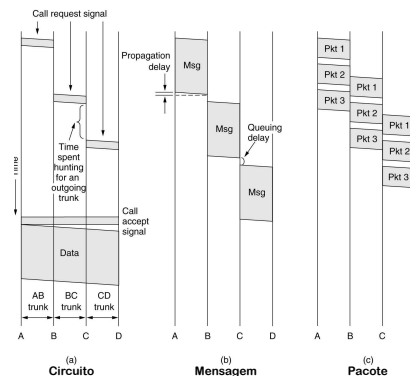 Call request signal
Propagation
delay
Msg
Msg
Msg
Queuing
delay
Pkt 1
Pkt 2
Pkt 3
Pkt 1
Pkt 2
Pkt 3
Pkt 1
Pkt 2
Pkt 3
Time
spent
hunting
for an
outgoing
trunk
Call
accept
signal
Data
AB
trunk
BC
trunk
CD
trunk
A B C D
A B C D
A B C
(a)
Circuito
(b)
Mensagem
(c)
Pacote